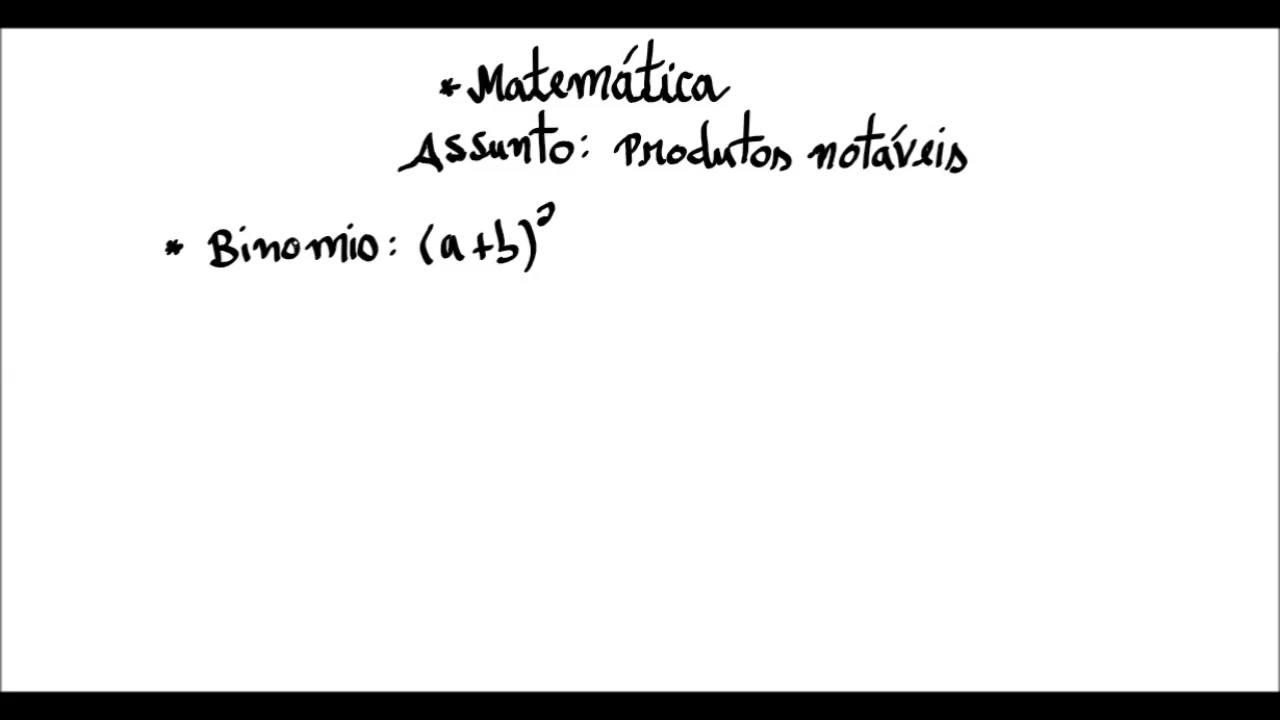 * Matemática
Assunto: Produtos notáveis
* Binomio: (a+b)²